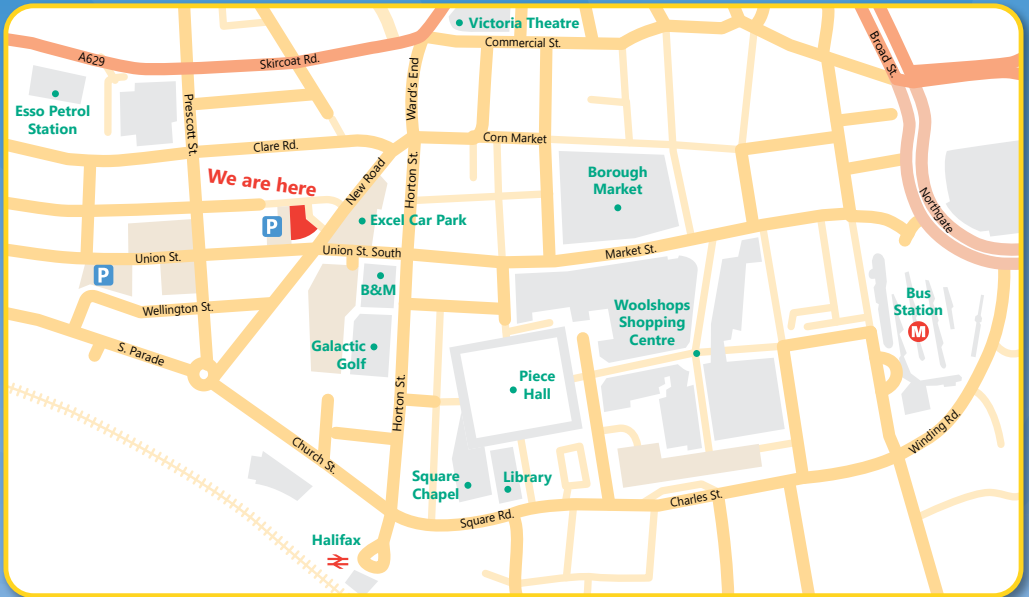 Victoria Theatre
Commercial St.
Broad St.
A629
Skircoat Rd.
Ward's End
Esso Petrol
Station
Prescott St.
Clare Rd.
Corn Market
New Road
Horton St.
We are here
Borough
Market
P
Excel Car Park
Northgate
Union St.
Union St. South
Market St.
P
B&M
Bus
Station
M
Wellington St.
Woolshops
Shopping
Centre
S. Parade
Galactic
Golf
Piece
Hall
Horton St.
Winding Rd.
Church St.
Square
Chapel
Library
Charles St.
Square Rd.
Halifax